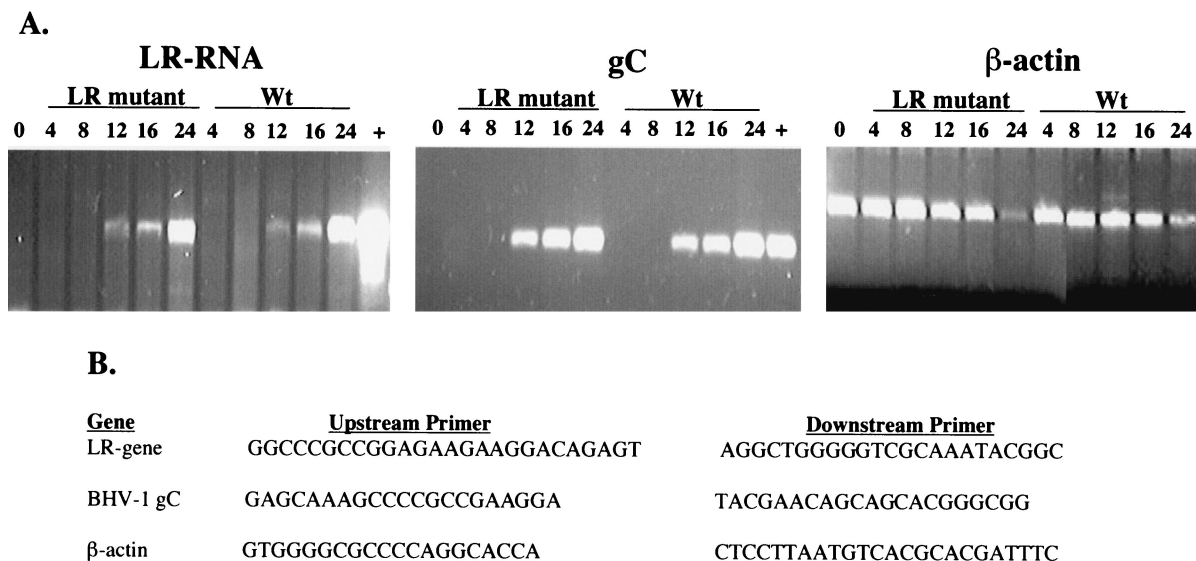 A.
LR-RNA
LR mutant Wt
0 4 8 12 16 24 4 8 12 16 24 +
gC
LR mutant Wt
0 4 8 12 16 24 4 8 12 16 24 +
β-actin
LR mutant Wt
0 4 8 12 16 24 4 8 12 16 24
B.
Gene Upstream Primer Downstream Primer
LR-gene GGCCCGCCGGAGAAGAAGGACAGAGT AGGCTGGGGGTCGCAAATACGGC
BHV-1 gC GAGCAAAGCCCCGCCGAAGGA TACGAACAGCAGCACGGGCGG
β-actin GTGGGGCGCCCCAGGCACCA CTCCTTAATGTCACGCACGATTTC